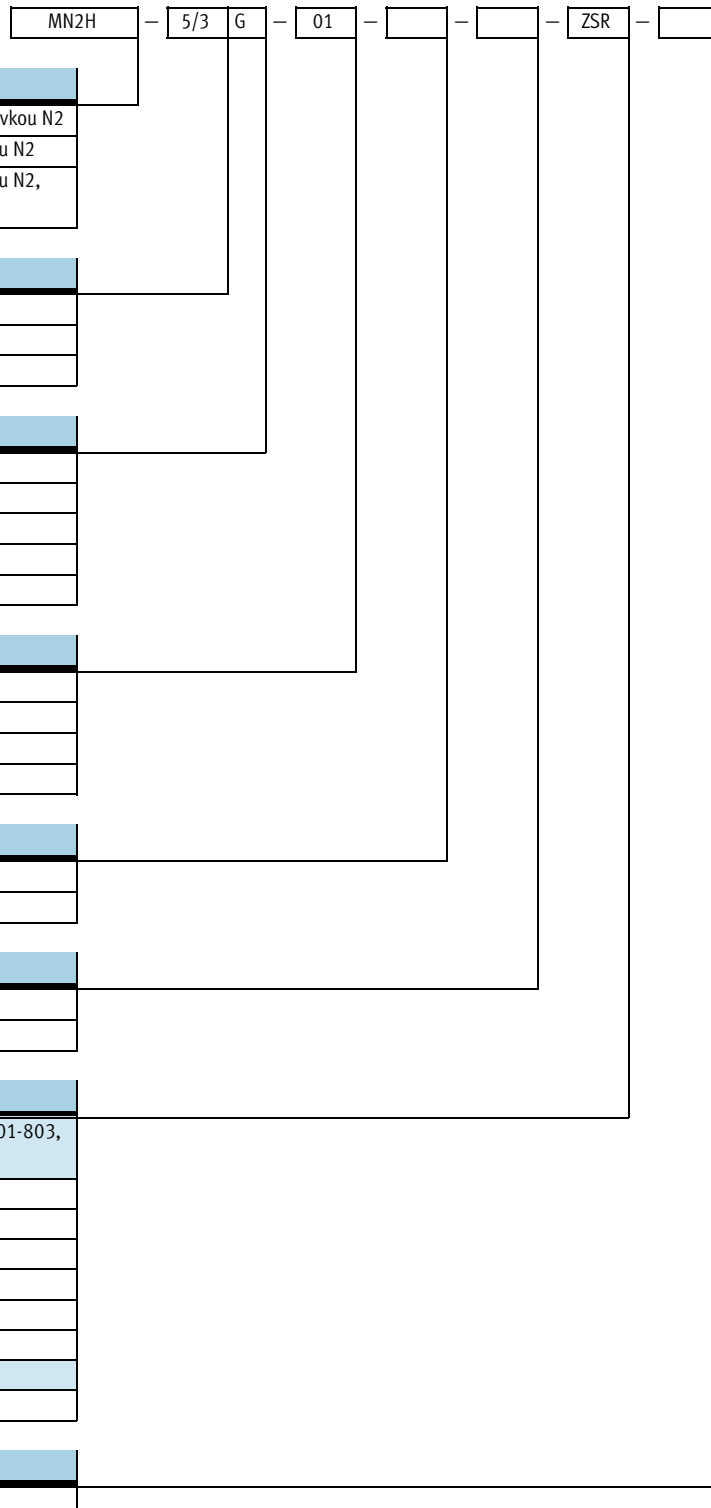 MN2H – 5/3 G – 01 – – – ZSR –
vkou N2
u N2
u N2,
01-803,